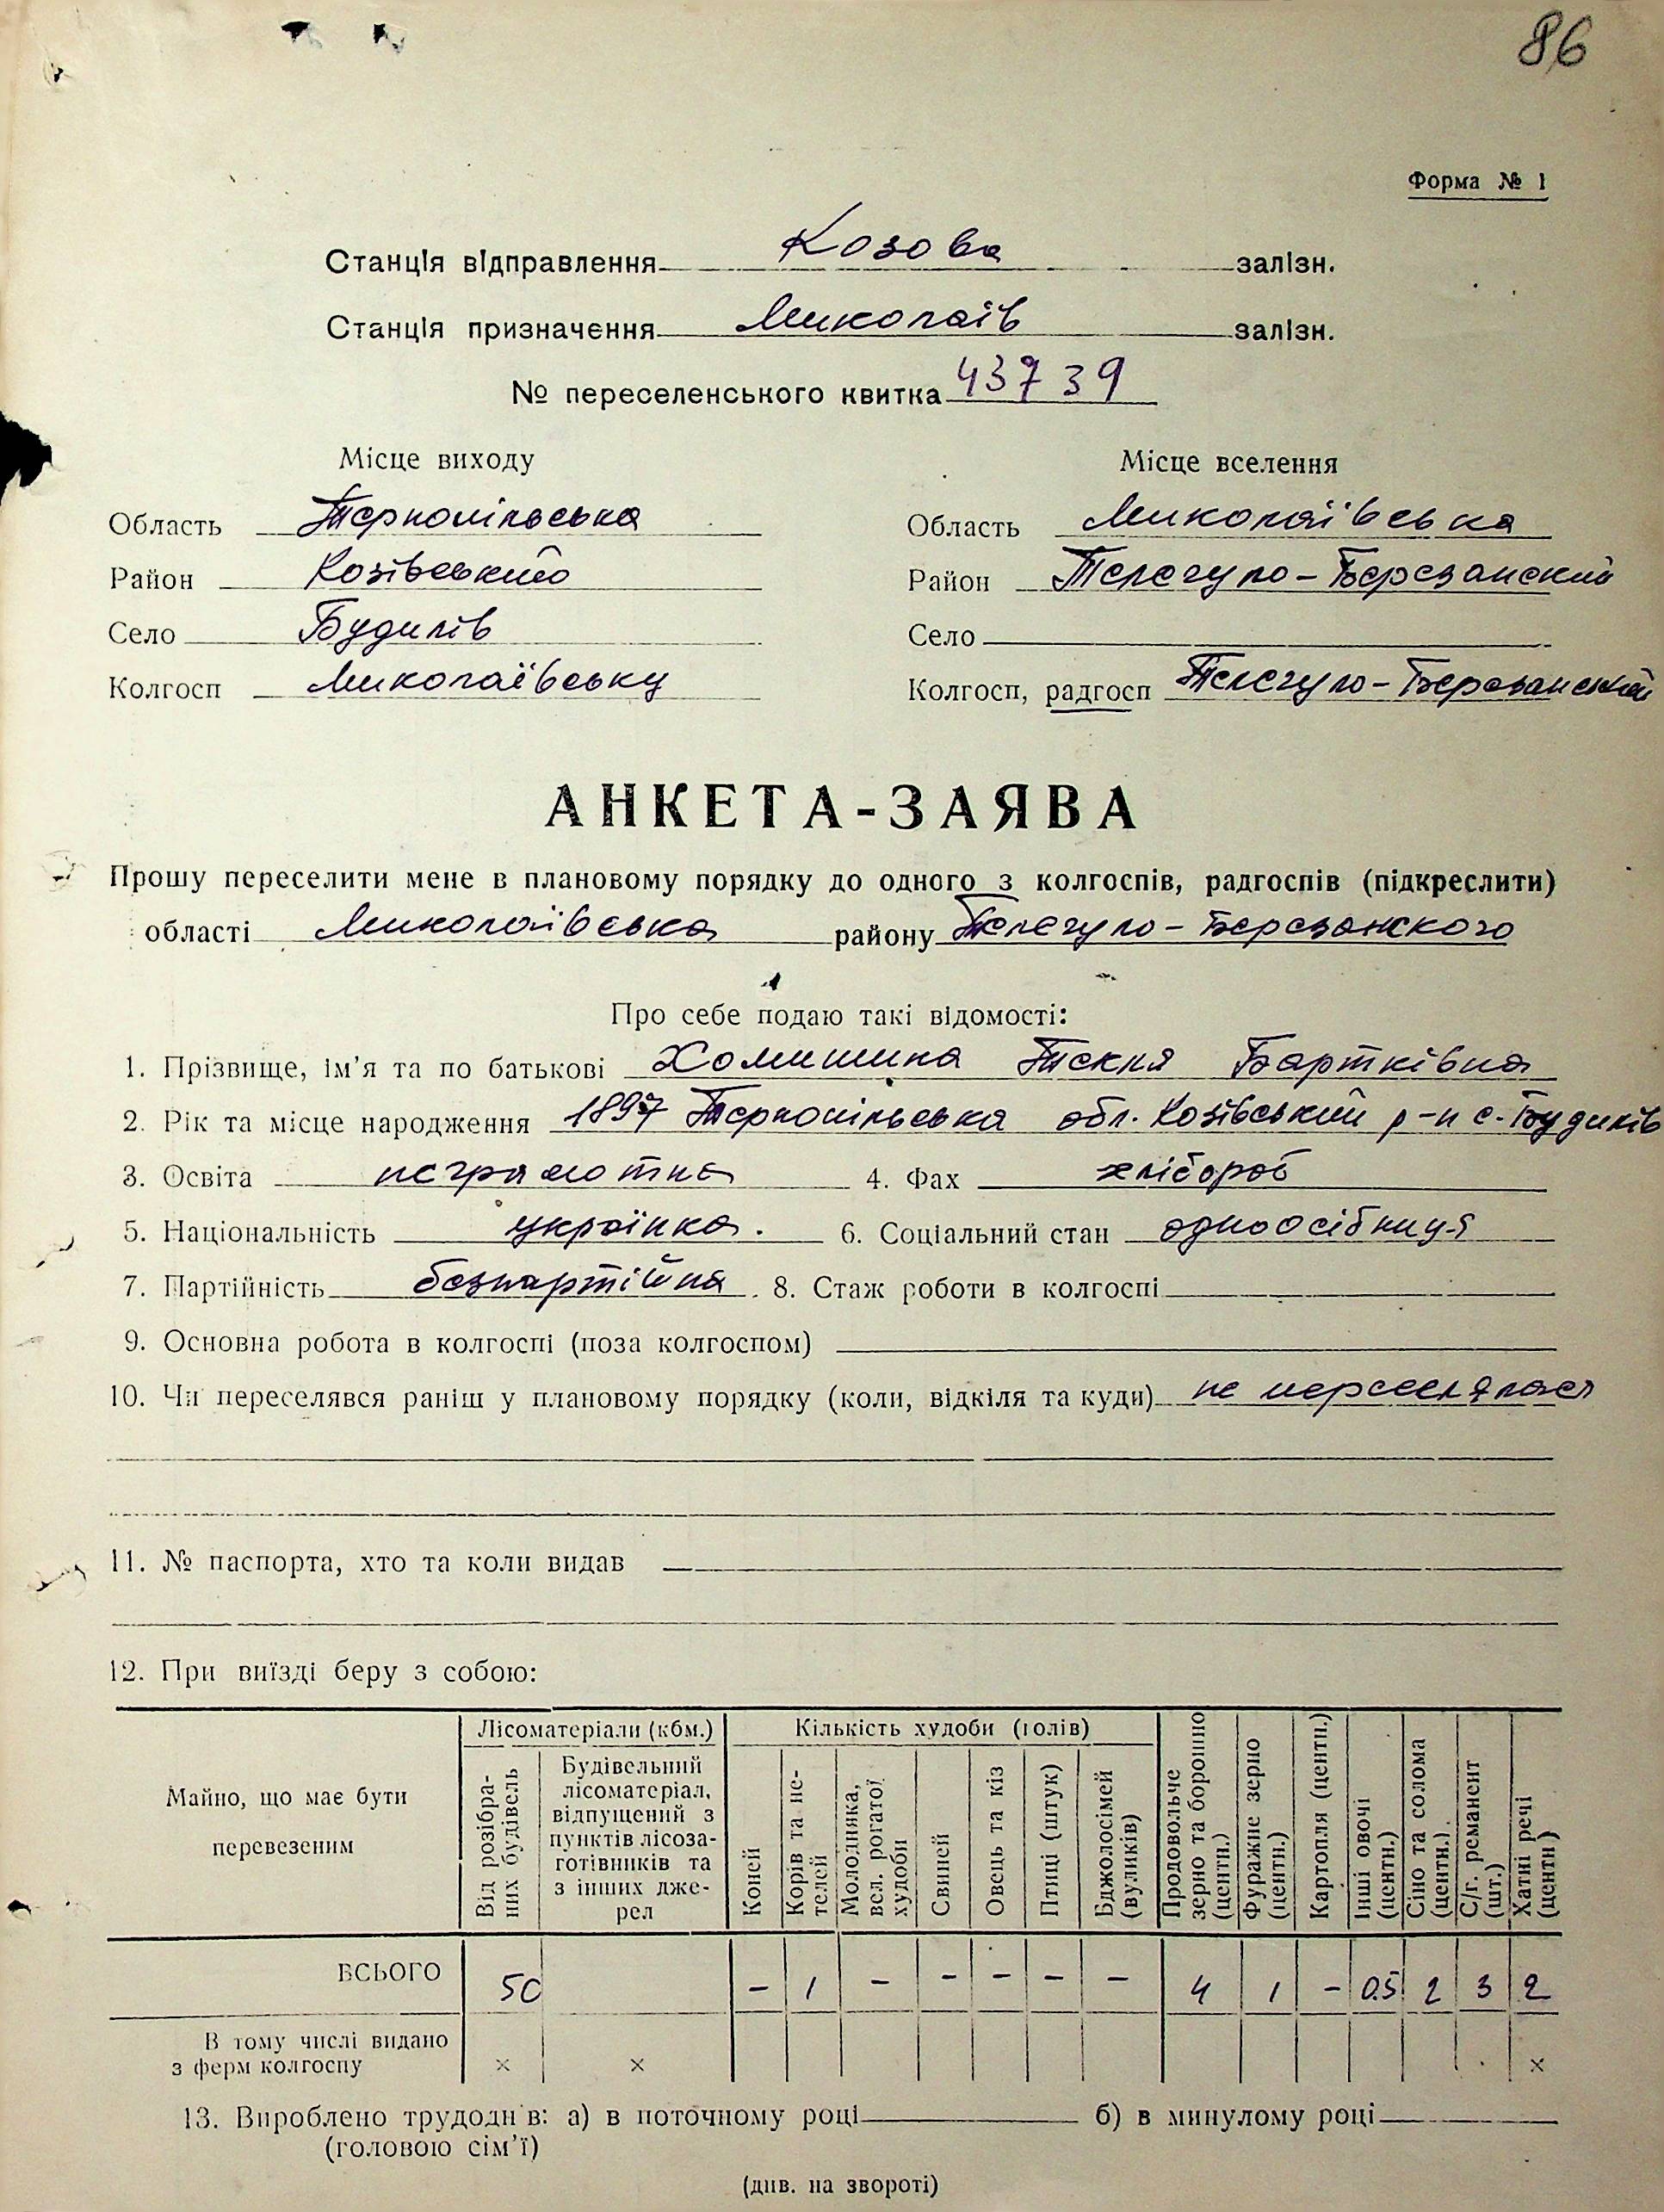 86
Форма № 1
Станція відправлення Козова залізн.
Станція призначення Миколаїв залізн.
№ переселенського квитка 43739
Місце виходу Місце вселення
Область Тернопільська Область Миколаївська
Район Козівський Район Телегуло-Березанский
Село Будилів Село
Колгосп Миколаївську Колгосп, радгосп Телегуло-Березанский
АНКЕТА-ЗАЯВА
Прошу переселити мене в плановому порядку до одного з колгоспів, радгоспів (підкреслити)
області Миколаївська району Телегуло-Березанского
Про себе подаю такі відомості:
1. Прізвище, ім'я та по батькові Хомишина Текля Бартківна
2. Рік та місце народження 1897 Тернопільська обл. Козівський р-н с. Будилів
3. Освіта неграмотна 4. Фах хлібороб
5. Національність українка. 6. Соціальний стан одноосібниця
7. Партійність безпартійна. 8. Стаж роботи в колгоспі
9. Основна робота в колгоспі (поза колгоспом)
10. Чи переселявся раніш у плановому порядку (коли, відкіля та куди) не переселялася
11. № паспорта, хто та коли видав
12. При виїзді беру з собою:
Майно, що має бути перевезеним
Лісоматеріали (кбм.)
Від розібраних будівель
Будівельний лісоматеріал, відпущений з пунктів лісозаготівників та з інших джерел
Кількість худоби (голів)
Коней
Корів та нетелей
Молодняка, вел. рогатої худоби
Свиней
Овець та кіз
Птиці (штук)
Бджолосімей (вуликів)
Продовольче зерно та борошно (центн.)
Фуражне зерно (центн.)
Картопля (центн.)
Інші овочі (центн.)
Сіно та солома (центн.)
С/г. реманент (шт.)
Хатні речі (центн)
ВСЬОГО 50 – 1 – – – – – 4 1 – 0.5 2 3 2
В тому числі видано
з ферм колгоспу × × ×
13. Вироблено трудоднів: а) в поточному році б) в минулому році
(головою сім'ї)
(див. на звороті)